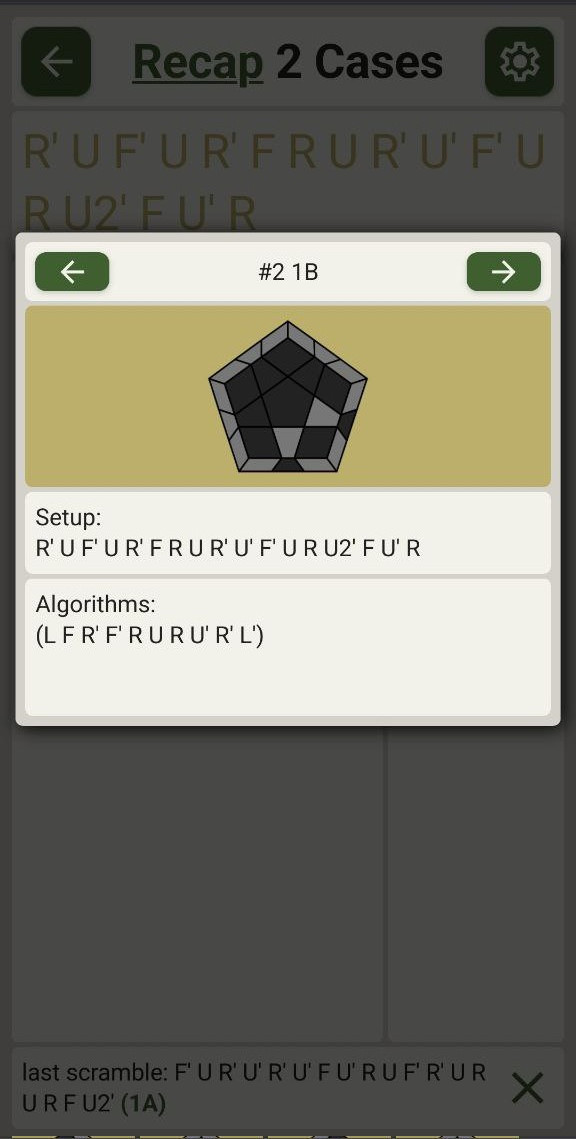 Recap 2 Cases
R' U F' U R' F R U R' U' F' U
R U2' F U' R
#2 1B
Setup:
R' U F' U R' F R U R' U' F' U R U2' F U' R
Algorithms:
(L F R' F' R U R U' R' L')
last scramble: F' U R' U' R' U' F U' R U F' R' U R
U R F U2' (1A)